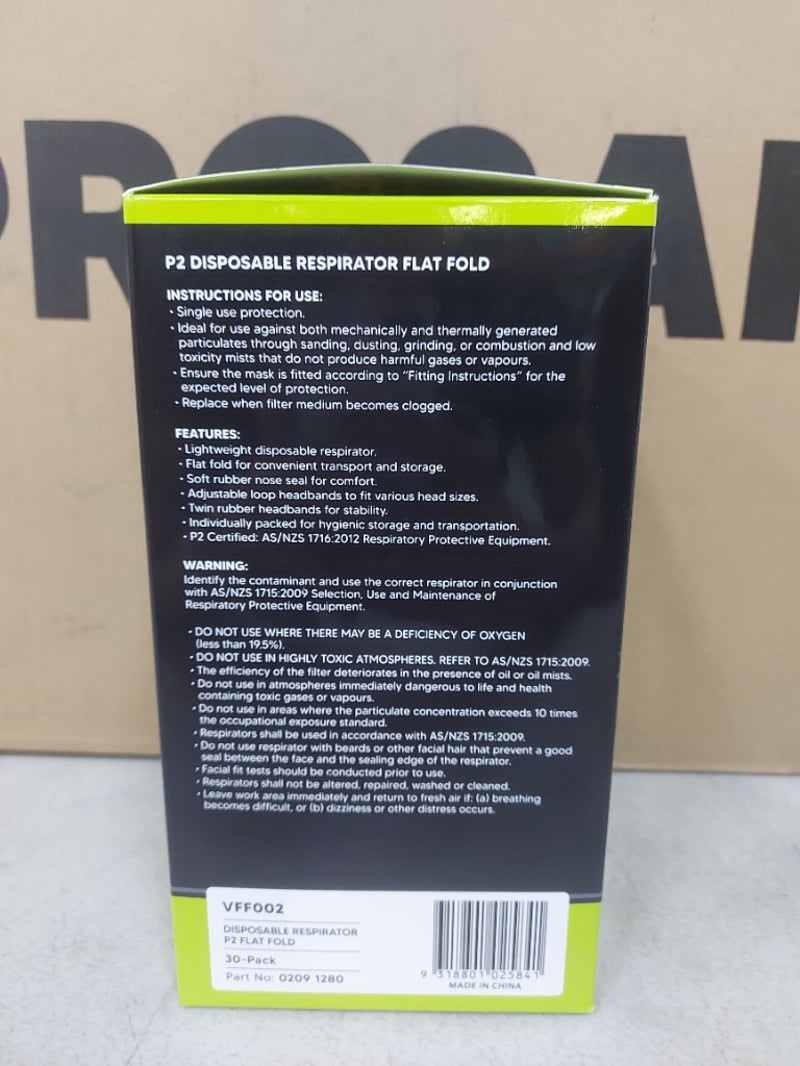 P2 DISPOSABLE RESPIRATOR FLAT FOLD
INSTRUCTIONS FOR USE:
• Single use protection.
• Ideal for use against both mechanically and thermally generated
particulates through sanding, dusting, grinding, or combustion and low
toxicity mists that do not produce harmful gases or vapours.
• Ensure the mask is fitted according to "Fitting Instructions" for the
expected level of protection.
• Replace when filter medium becomes clogged.
FEATURES:
• Lightweight disposable respirator.
• Flat fold for convenient transport and storage.
• Soft rubber nose seal for comfort.
• Adjustable loop headbands to fit various head sizes.
• Twin rubber headbands for stability.
• Individually packed for hygienic storage and transportation.
• P2 Certified: AS/NZS 1716:2012 Respiratory Protective Equipment.
WARNING:
Identify the contaminant and use the correct respirator in conjunction
with AS/NZS 1715:2009 Selection, Use and Maintenance of
Respiratory Protective Equipment.
• DO NOT USE WHERE THERE MAY BE A DEFICIENCY OF OXYGEN
(less than 19.5%).
• DO NOT USE IN HIGHLY TOXIC ATMOSPHERES. REFER TO AS/NZS 1715:2009.
• The efficiency of the filter deteriorates in the presence of oil or oil mists.
• Do not use in atmospheres immediately dangerous to life and health
containing toxic gases or vapours.
• Do not use in areas where the particulate concentration exceeds 10 times
the occupational exposure standard.
• Respirators shall be used in accordance with AS/NZS 1715:2009.
• Do not use respirator with beards or other facial hair that prevent a good
seal between the face and the sealing edge of the respirator.
• Facial fit tests should be conducted prior to use.
• Respirators shall not be altered, repaired, washed or cleaned.
• Leave work area immediately and return to fresh air if: (a) breathing
becomes difficult, or (b) dizziness or other distress occurs.
VFF002
DISPOSABLE RESPIRATOR
P2 FLAT FOLD
30-Pack
Part No: 0209 1280
9 318801 025841
MADE IN CHINA